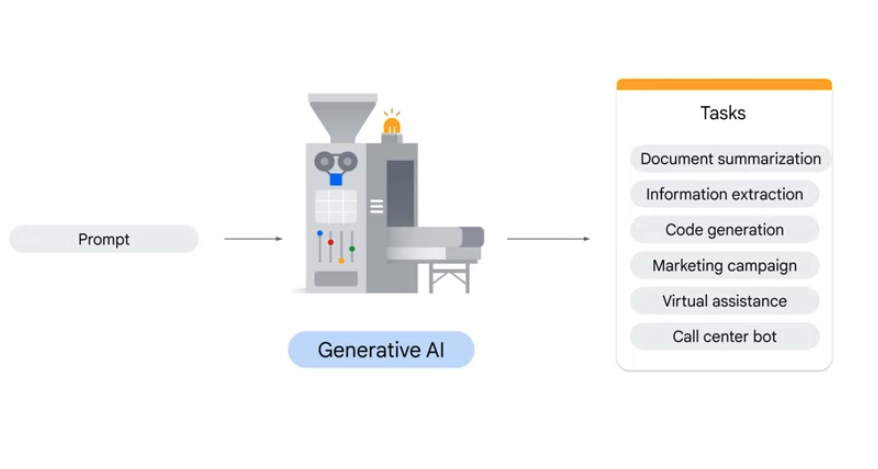 Prompt
Generative AI
Tasks
Document summarization
Information extraction
Code generation
Marketing campaign
Virtual assistance
Call center bot